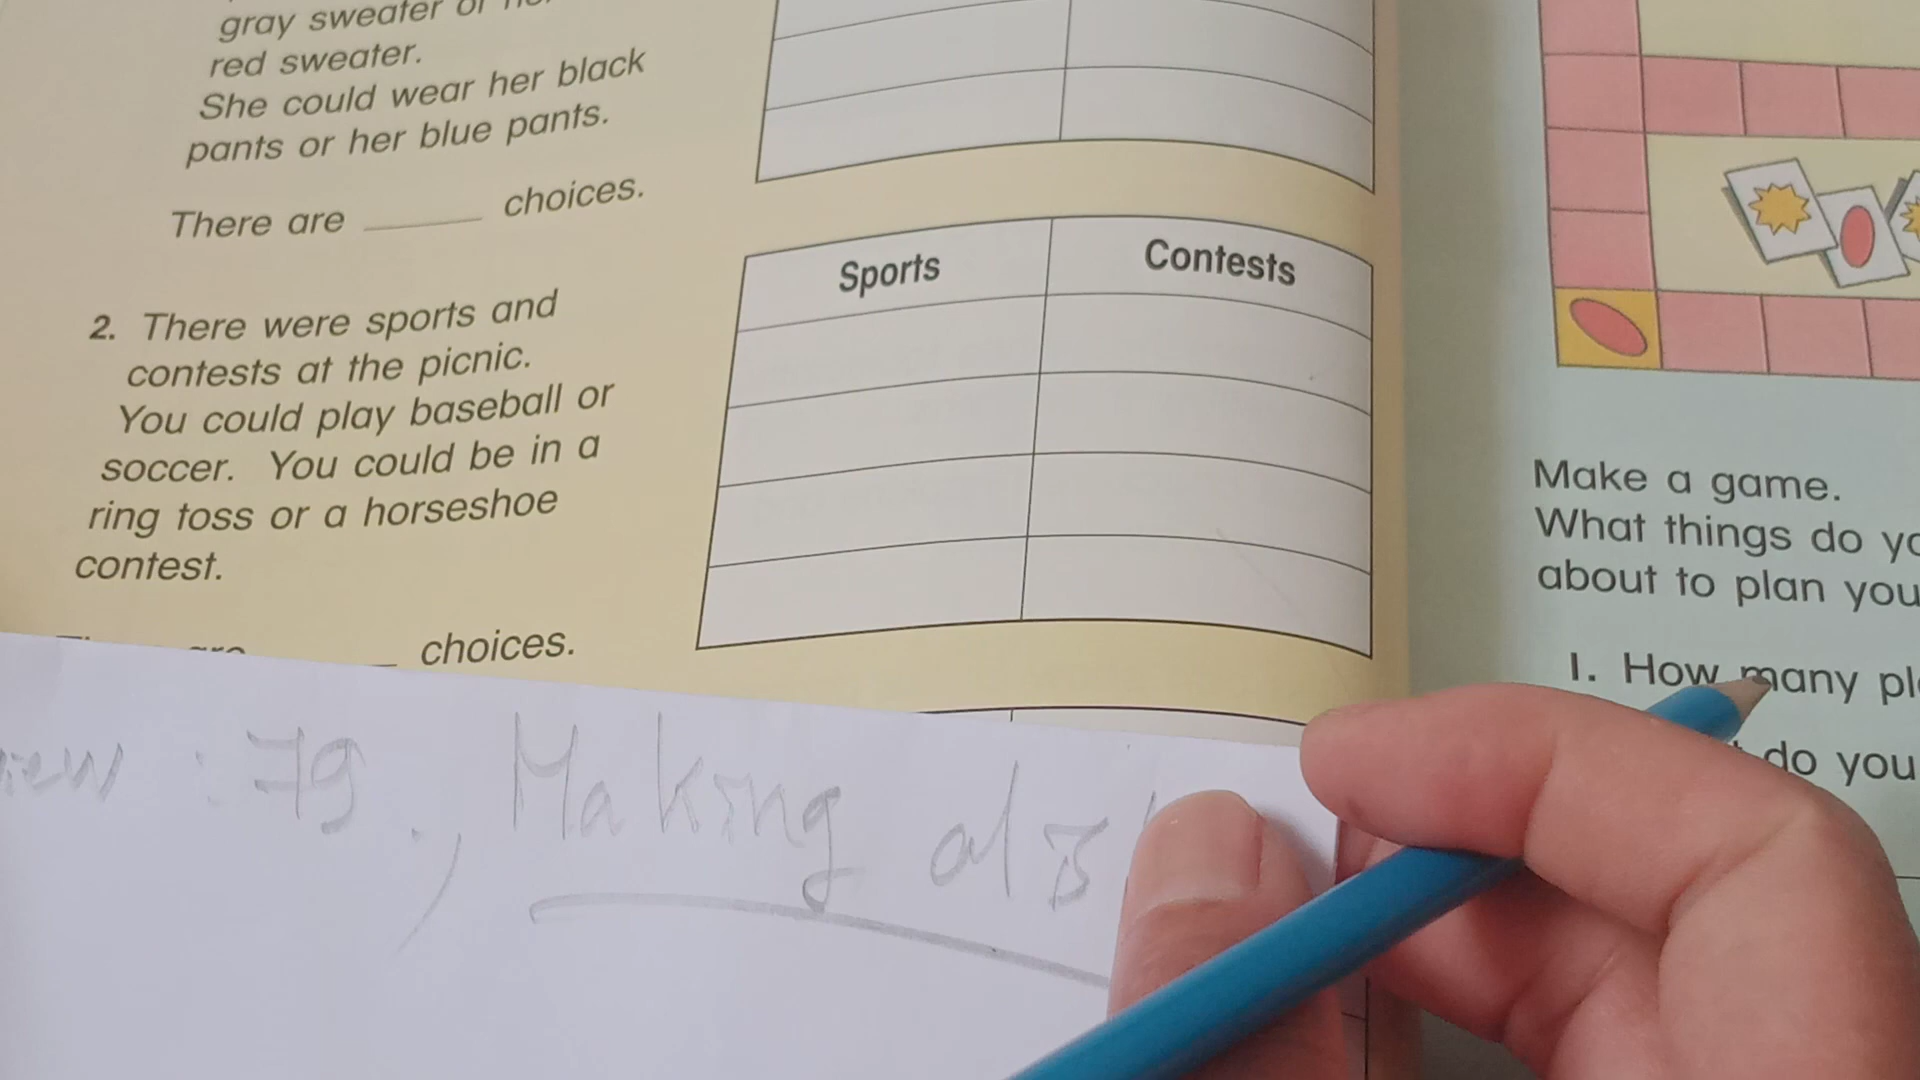 gray sweater or
red sweater.
She could wear her black
pants or her blue pants.
There are ______ choices.
2. There were sports and
contests at the picnic.
You could play baseball or
soccer. You could be in a
ring toss or a horseshoe
contest.
choices.
Sports Contests
Make a game.
What things do
about to plan
1. How many
do you
79., Making